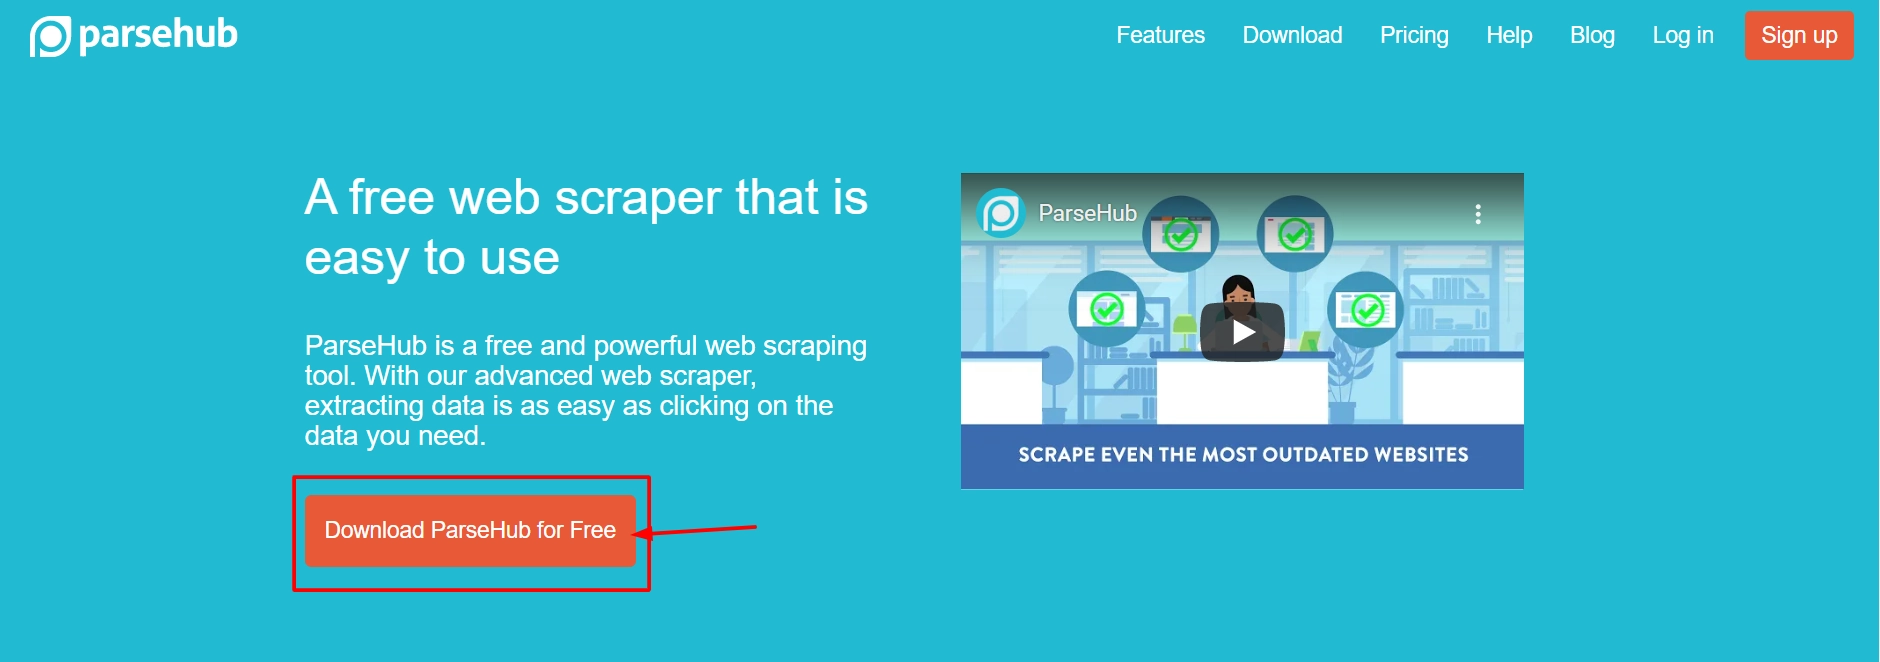 parsehub
Features Download Pricing Help Blog Log in Sign up
A free web scraper that is
easy to use
ParseHub is a free and powerful web scraping
tool. With our advanced web scraper,
extracting data is as easy as clicking on the
data you need.
Download ParseHub for Free
ParseHub
SCRAPE EVEN THE MOST OUTDATED WEBSITES